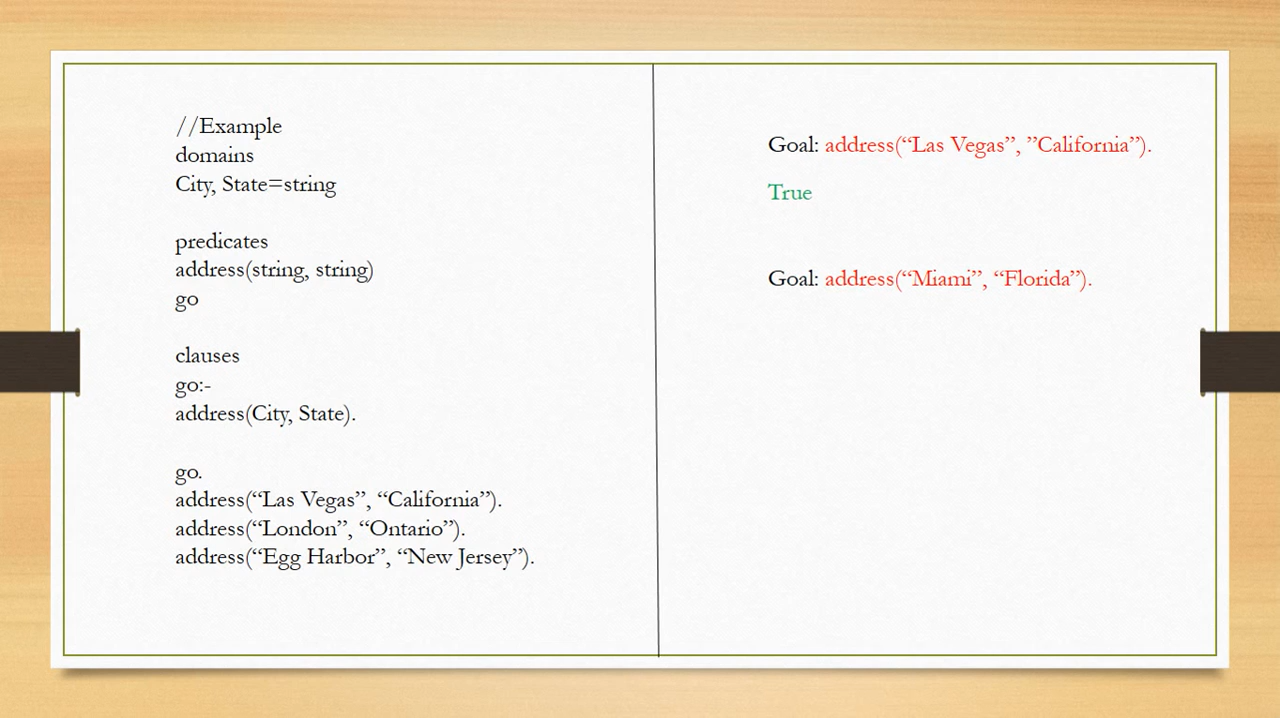 //Example
domains
City, State=string
predicates
address(string, string)
go
clauses
go:-
address(City, State).
go.
address(“Las Vegas”, “California”).
address(“London”, “Ontario”).
address(“Egg Harbor”, “New Jersey”).
Goal: address(“Las Vegas”, ”California”).
True
Goal: address(“Miami”, “Florida”).